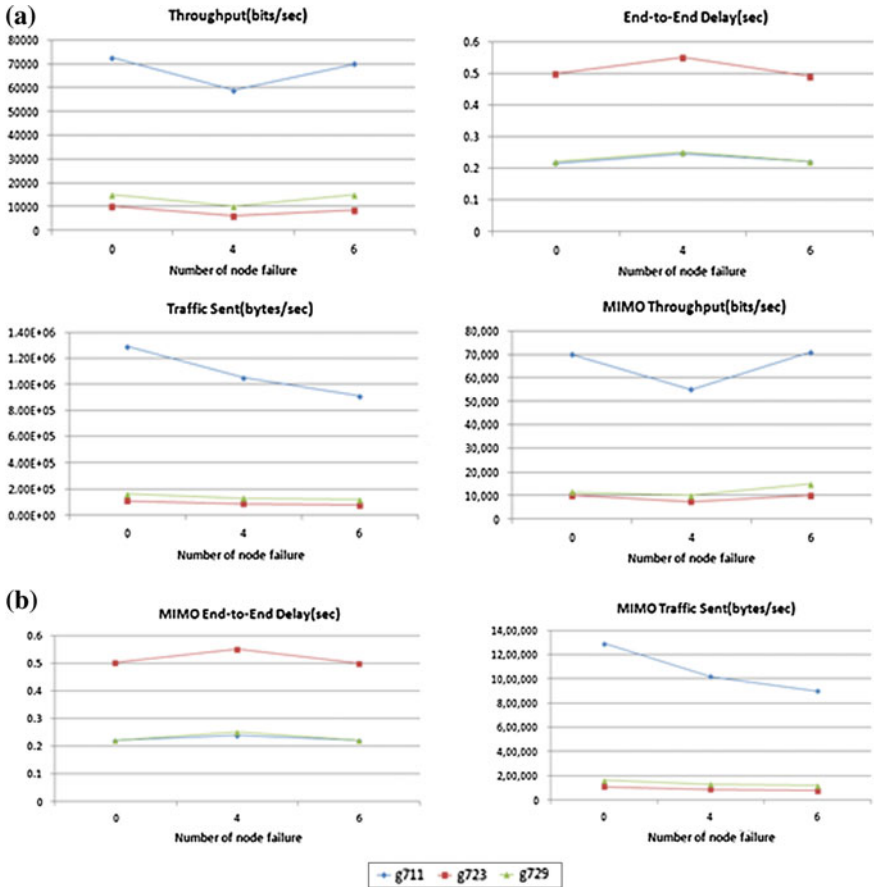 (a)
Throughput(bits/sec)
80000
70000
60000
50000
40000
30000
20000
10000
0
0 4 6
Number of node failure
End-to-End Delay(sec)
0.6
0.5
0.4
0.3
0.2
0.1
0
0 4 6
Number of node failure
Traffic Sent(bytes/sec)
1.40E+06
1.20E+06
1.00E+06
8.00E+05
6.00E+05
4.00E+05
2.00E+05
0.00E+00
0 4 6
Number of node failure
MIMO Throughput(bits/sec)
80,000
70,000
60,000
50,000
40,000
30,000
20,000
10,000
0
0 4 6
Number of node failure
(b)
MIMO End-to-End Delay(sec)
0.6
0.5
0.4
0.3
0.2
0.1
0
0 4 6
Number of node failure
MIMO Traffic Sent(bytes/sec)
14,00,000
12,00,000
10,00,000
8,00,000
6,00,000
4,00,000
2,00,000
0
0 4 6
Number of node failure
g711 g723 g729